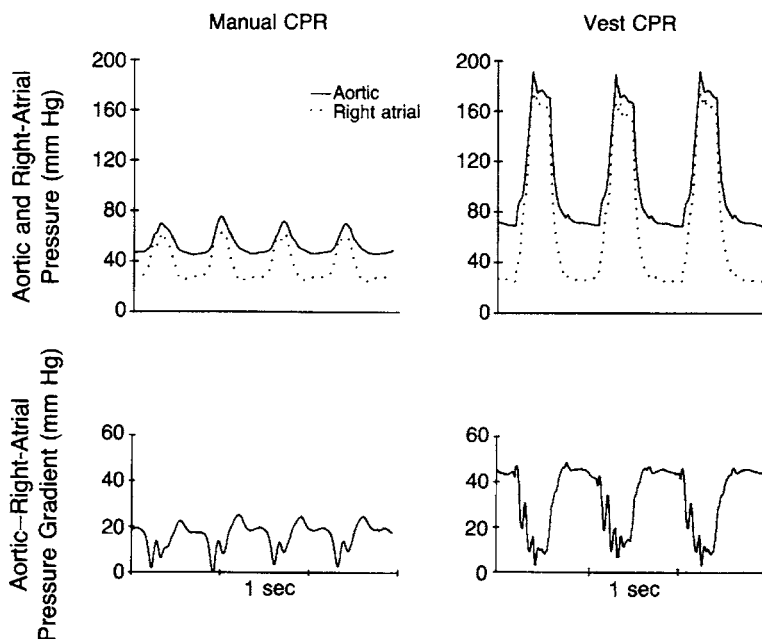 Manual CPR
Vest CPR
Aortic and Right-Atrial
Pressure (mm Hg)
200
160
120
80
40
0
Aortic
Right atrial
200
160
120
80
40
0
Aortic–Right-Atrial
Pressure Gradient (mm Hg)
60
40
20
0
1 sec
60
40
20
0
1 sec